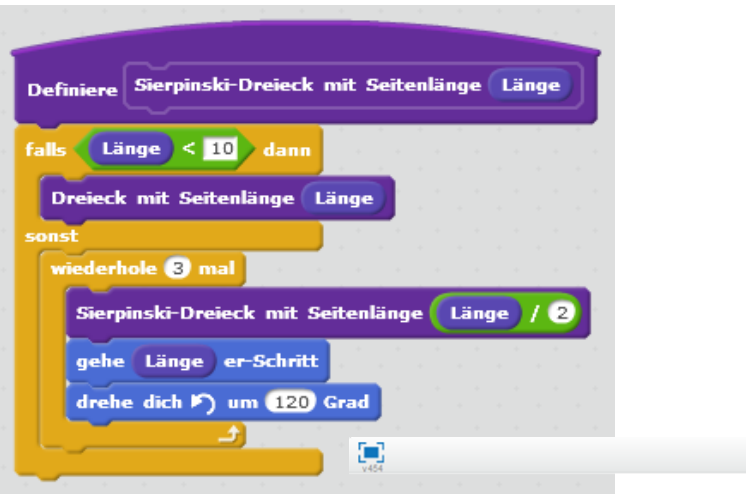 Definiere Sierpinski-Dreieck mit Seitenlänge Länge
falls Länge < 10 dann
Dreieck mit Seitenlänge Länge
sonst
wiederhole 3 mal
Sierpinski-Dreieck mit Seitenlänge Länge / 2
gehe Länge er-Schritt
drehe dich um 120 Grad
v454